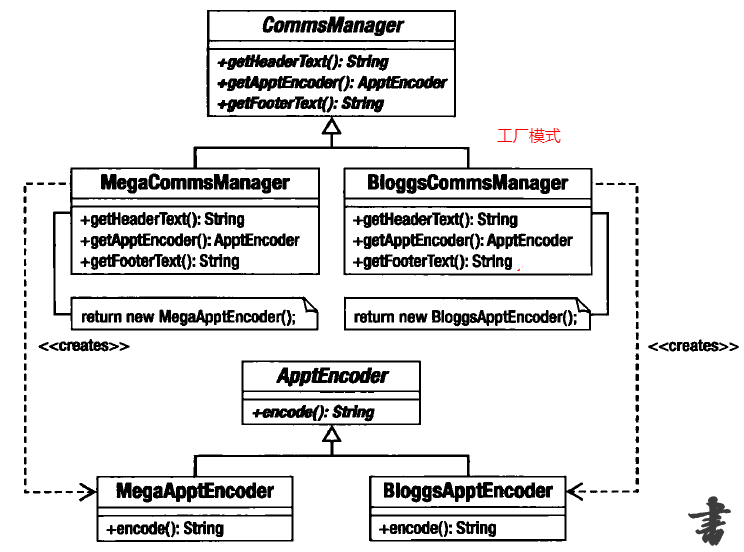 CommsManager
+getHeaderText(): String
+getApptEncoder(): ApptEncoder
+getFooterText(): String
工厂模式
MegaCommsManager
+getHeaderText(): String
+getApptEncoder(): ApptEncoder
+getFooterText(): String
BloggsCommsManager
+getHeaderText(): String
+getApptEncoder(): ApptEncoder
+getFooterText(): String
return new MegaApptEncoder();
return new BloggsApptEncoder();
<<creates>>
<<creates>>
ApptEncoder
+encode(): String
MegaApptEncoder
+encode(): String
BloggsApptEncoder
+encode(): String
書